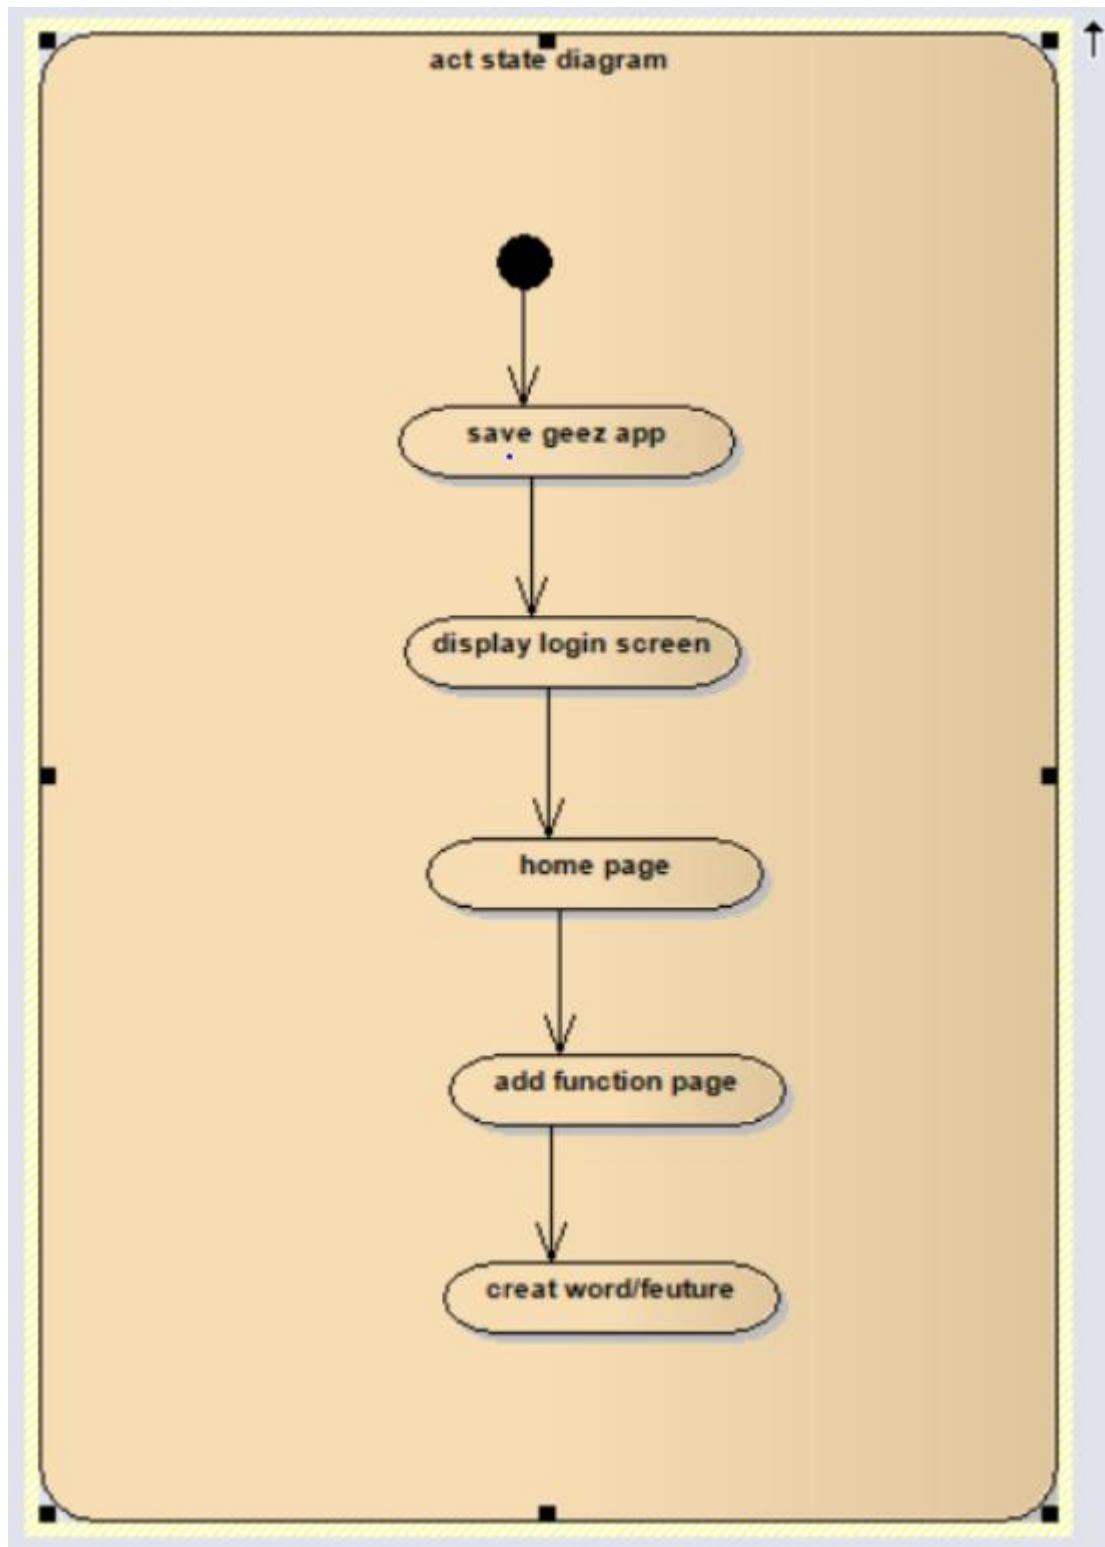 act state diagram
save geez app
display login screen
home page
add function page
creat word/feuture